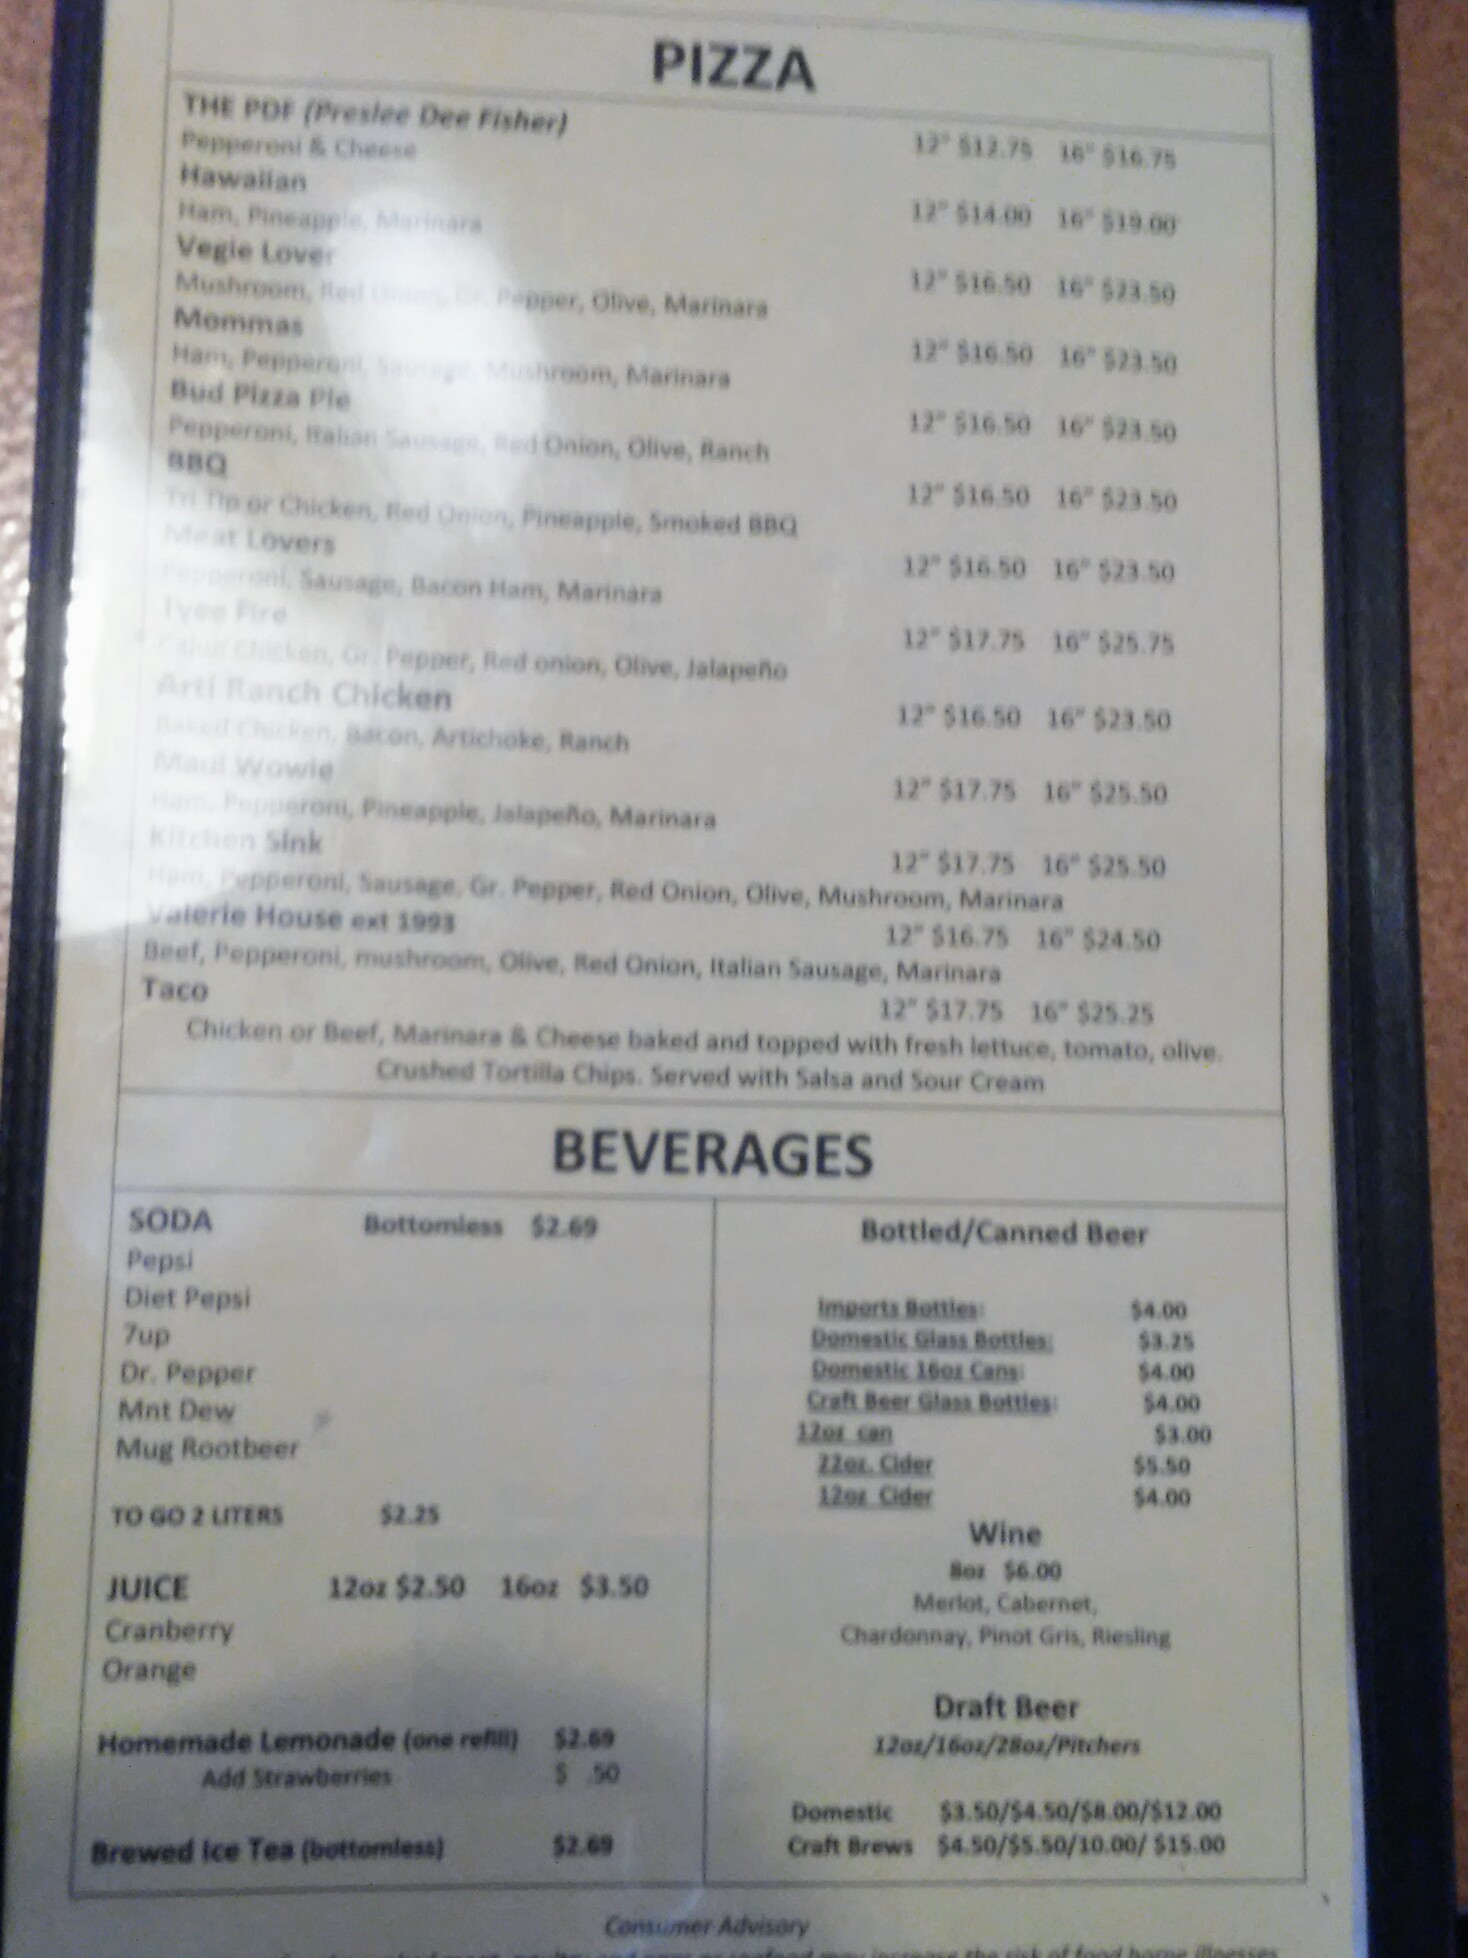 PIZZA
THE PDF (Preslee Dee Fisher) 12" $12.75 16" $16.75
Pepperoni & Cheese
Hawaiian 12" $14.00 16" $19.00
Ham, Pineapple, Marinara
Vegie Lover 12" $16.50 16" $23.50
Mushroom, Red Onion, Gr. Pepper, Olive, Marinara
Mommas 12" $16.50 16" $23.50
Ham, Pepperoni, Sausage, Mushroom, Marinara
Bud Pizza Pie 12" $16.50 16" $23.50
Pepperoni, Italian Sausage, Red Onion, Olive, Ranch
BBQ 12" $16.50 16" $23.50
Tri Tip or Chicken, Red Onion, Pineapple, Smoked BBQ
Meat Lovers 12" $16.50 16" $23.50
Pepperoni, Sausage, Bacon Ham, Marinara
Tyee Fire 12" $17.75 16" $25.75
Cajun Chicken, Gr. Pepper, Red onion, Olive, Jalapeño
Arti Ranch Chicken 12" $16.50 16" $23.50
Baked Chicken, Bacon, Artichoke, Ranch
Maui Wowie 12" $17.75 16" $25.50
Ham, Pepperoni, Pineapple, Jalapeño, Marinara
Kitchen Sink 12" $17.75 16" $25.50
Ham, Pepperoni, Sausage, Gr. Pepper, Red Onion, Olive, Mushroom, Marinara
Valerie House ext 1993 12" $16.75 16" $24.50
Beef, Pepperoni, mushroom, Olive, Red Onion, Italian Sausage, Marinara
Taco 12" $17.75 16" $25.25
Chicken or Beef, Marinara & Cheese baked and topped with fresh lettuce, tomato, olive.
Crushed Tortilla Chips. Served with Salsa and Sour Cream
BEVERAGES
SODA Bottomless $2.69
Pepsi
Diet Pepsi
7up
Dr. Pepper
Mnt Dew
Mug Rootbeer
TO GO 2 LITERS $2.25
JUICE 12oz $2.50 16oz $3.50
Cranberry
Orange
Homemade Lemonade (one refill) $2.69
Add Strawberries $ .50
Brewed Ice Tea (bottomless) $2.69
Bottled/Canned Beer
Imports Bottles: $4.00
Domestic Glass Bottles: $3.25
Domestic 16oz Cans: $4.00
Craft Beer Glass Bottles: $4.00
12oz can $3.00
22oz. Cider $5.50
12oz Cider $4.00
Wine
8oz $6.00
Merlot, Cabernet,
Chardonnay, Pinot Gris, Riesling
Draft Beer
12oz/16oz/28oz/Pitchers
Domestic $3.50/$4.50/$8.00/$12.00
Craft Brews $4.50/$5.50/10.00/ $15.00
Consumer Advisory
may increase the risk of food borne illnesses